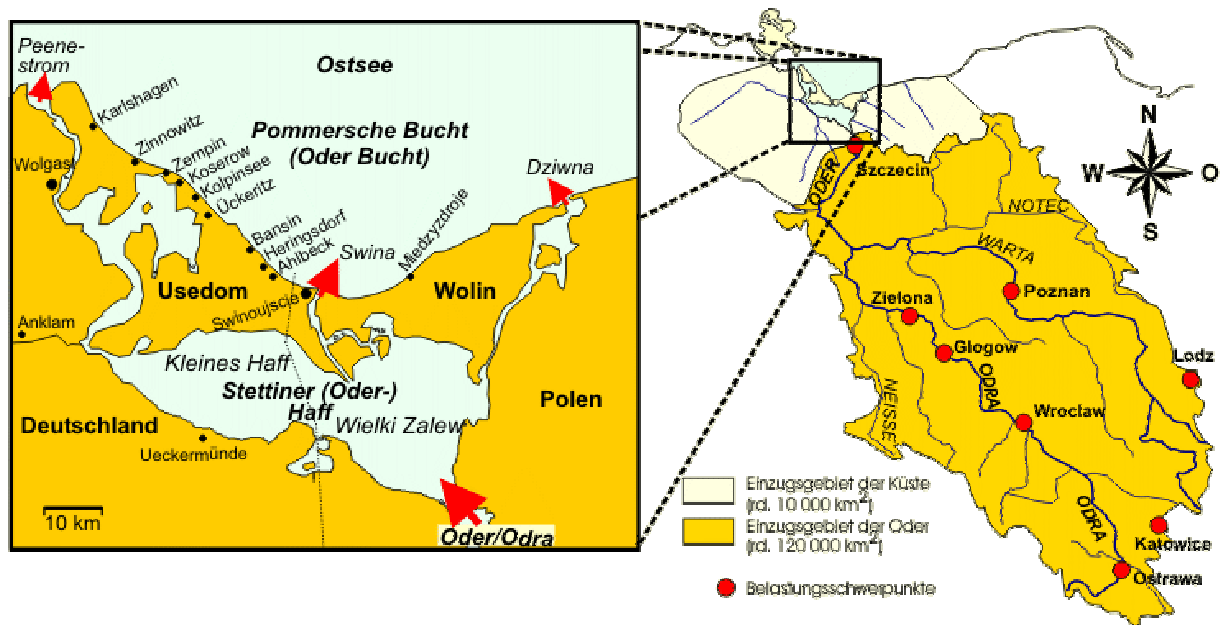 Peene-
strom
Ostsee
Karlshagen
Zinnowitz
Pommersche Bucht
(Oder Bucht)
Zempin
Koserow
Kolpinsee
Ückeritz
Wolgast
Dziwna
Bansin
Heringsdorf
Ahlbeck
Swina
Miedzyzdroje
Usedom
Wolin
Swinoujscie
Anklam
Kleines Haff
Stettiner (Oder-)
Haff
Wielki Zalew
Polen
Deutschland
Ueckermünde
10 km
Oder/Odra
N
W
O
S
ODER
Szczecin
NOTEC
WARTA
Zielona
Poznan
Glogow
Lodz
ODRA
NEISSE
Wroclaw
ODRA
Katowice
Ostrawa
Einzugsgebiet der Küste
(rd. 10 000 km²)
Einzugsgebiet der Oder
(rd. 120 000 km²)
Belastungsschwerpunkte